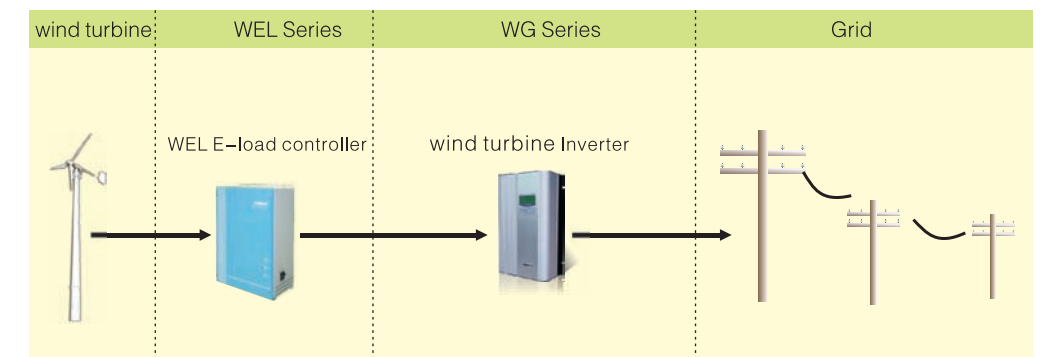 wind turbine
WEL Series
WG Series
Grid
WEL E-load controller
wind turbine Inverter